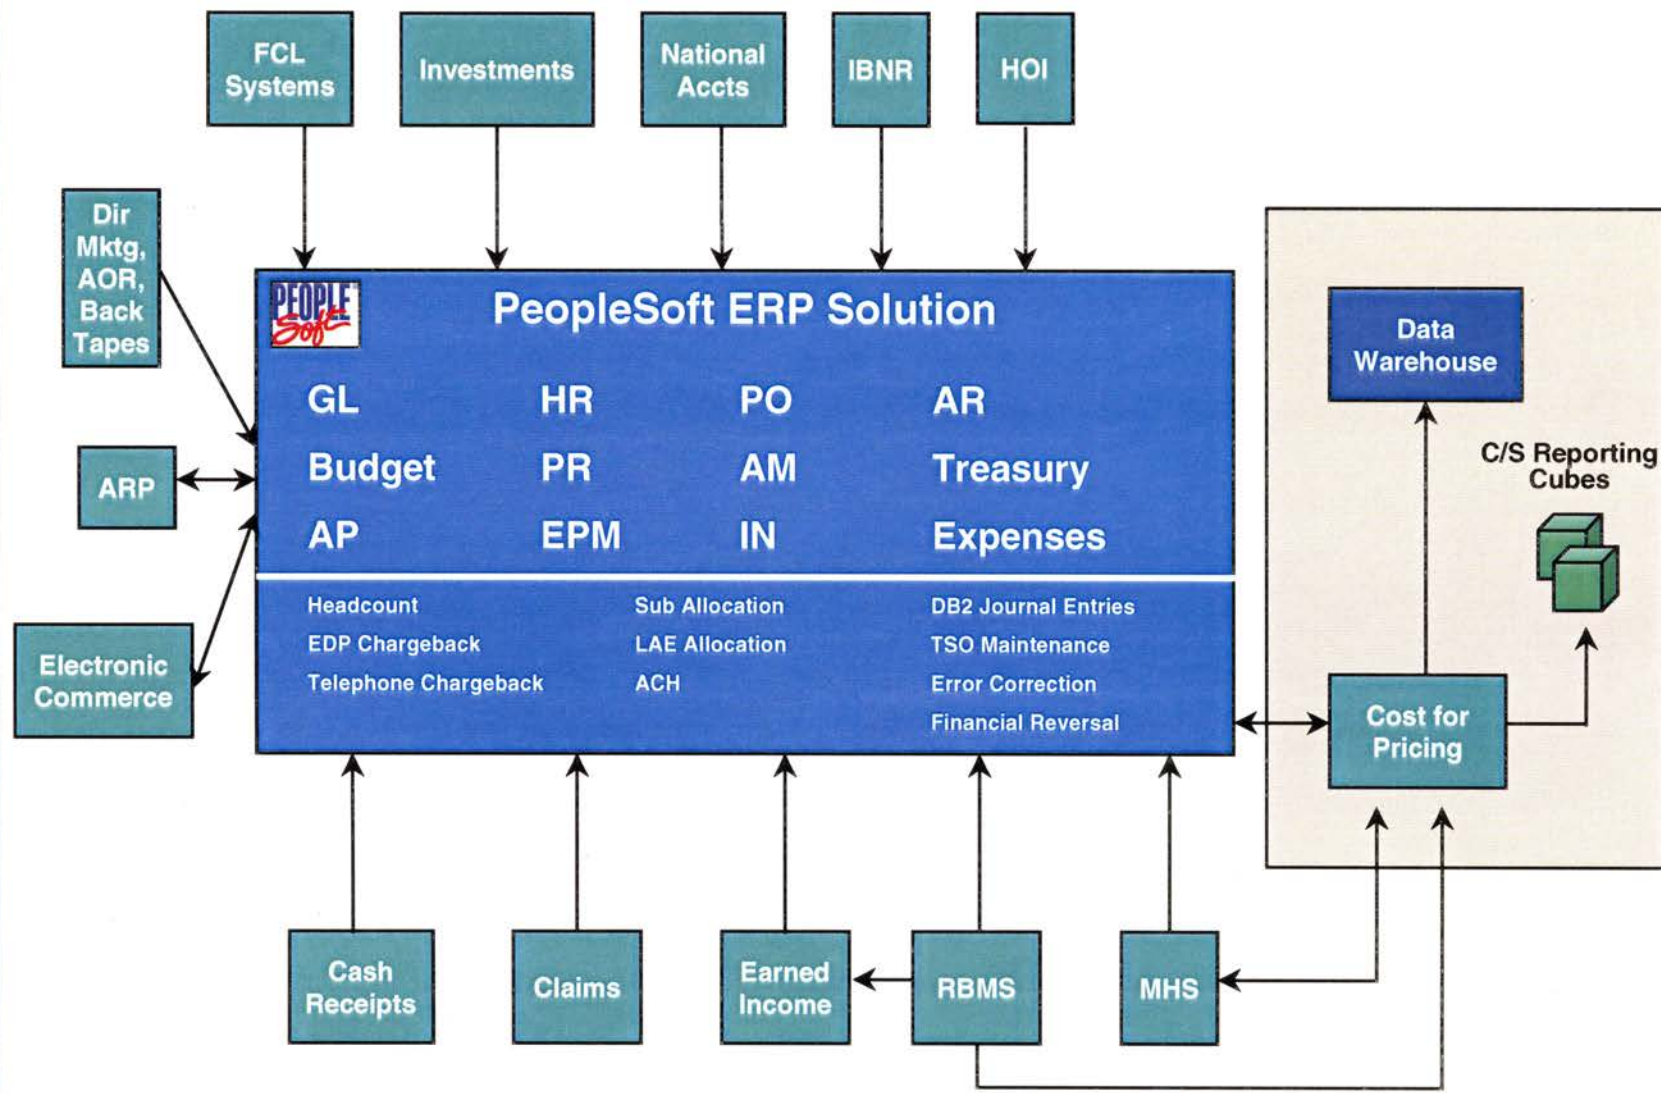 FCL
Systems
Investments
National
Accts
IBNR
HOI
Dir
Mktg,
AOR,
Back
Tapes
ARP
Electronic
Commerce
PEOPLE
Soft
PeopleSoft ERP Solution
GL HR PO AR
Budget PR AM Treasury
AP EPM IN Expenses
Headcount Sub Allocation DB2 Journal Entries
EDP Chargeback LAE Allocation TSO Maintenance
Telephone Chargeback ACH Error Correction
Financial Reversal
Data
Warehouse
C/S Reporting
Cubes
Cost for
Pricing
Cash
Receipts
Claims
Earned
Income
RBMS
MHS